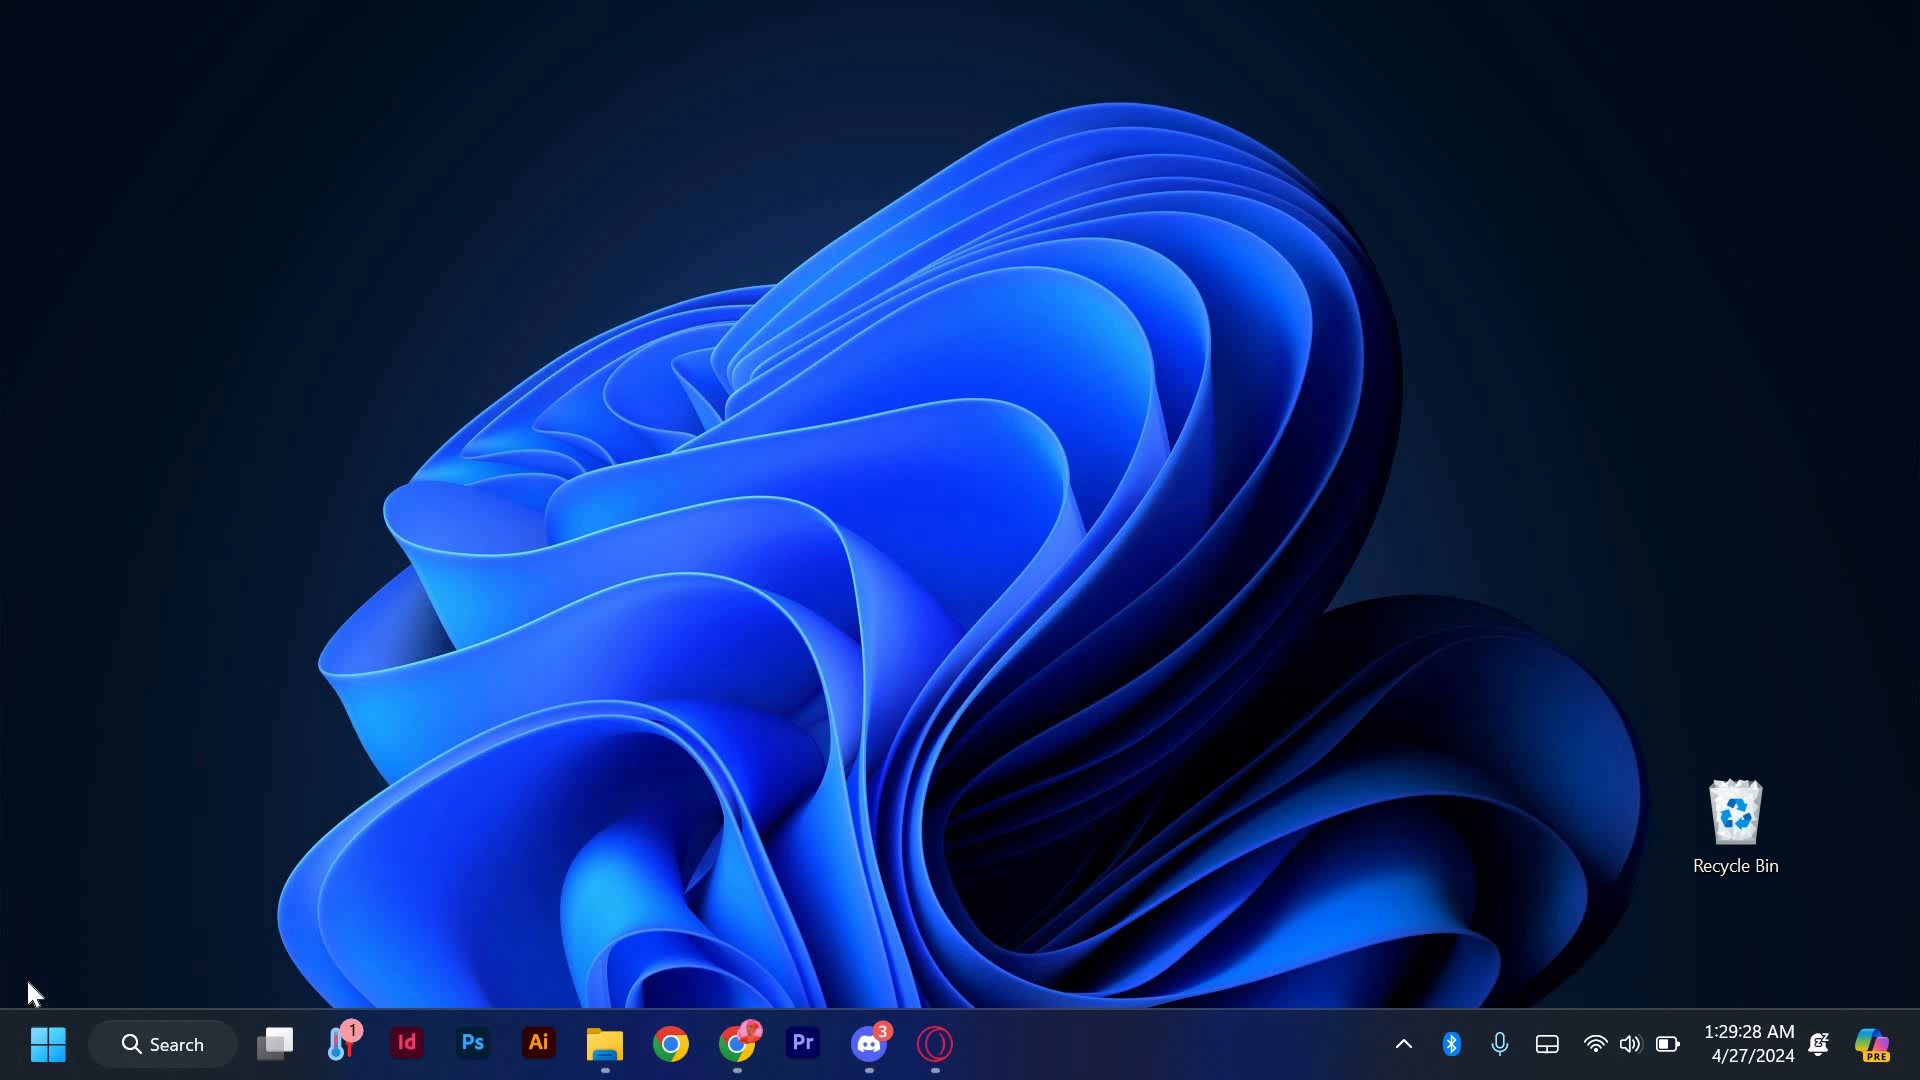 Recycle Bin
Search
1
Id
Ps
Ai
Pr
3
1:29:28 AM
4/27/2024
PRE